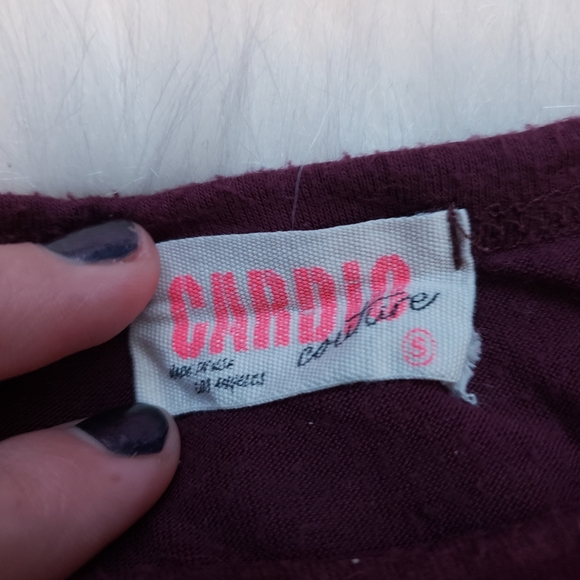 CARDIO
couture
S
MADE IN USA
LOS ANGELES